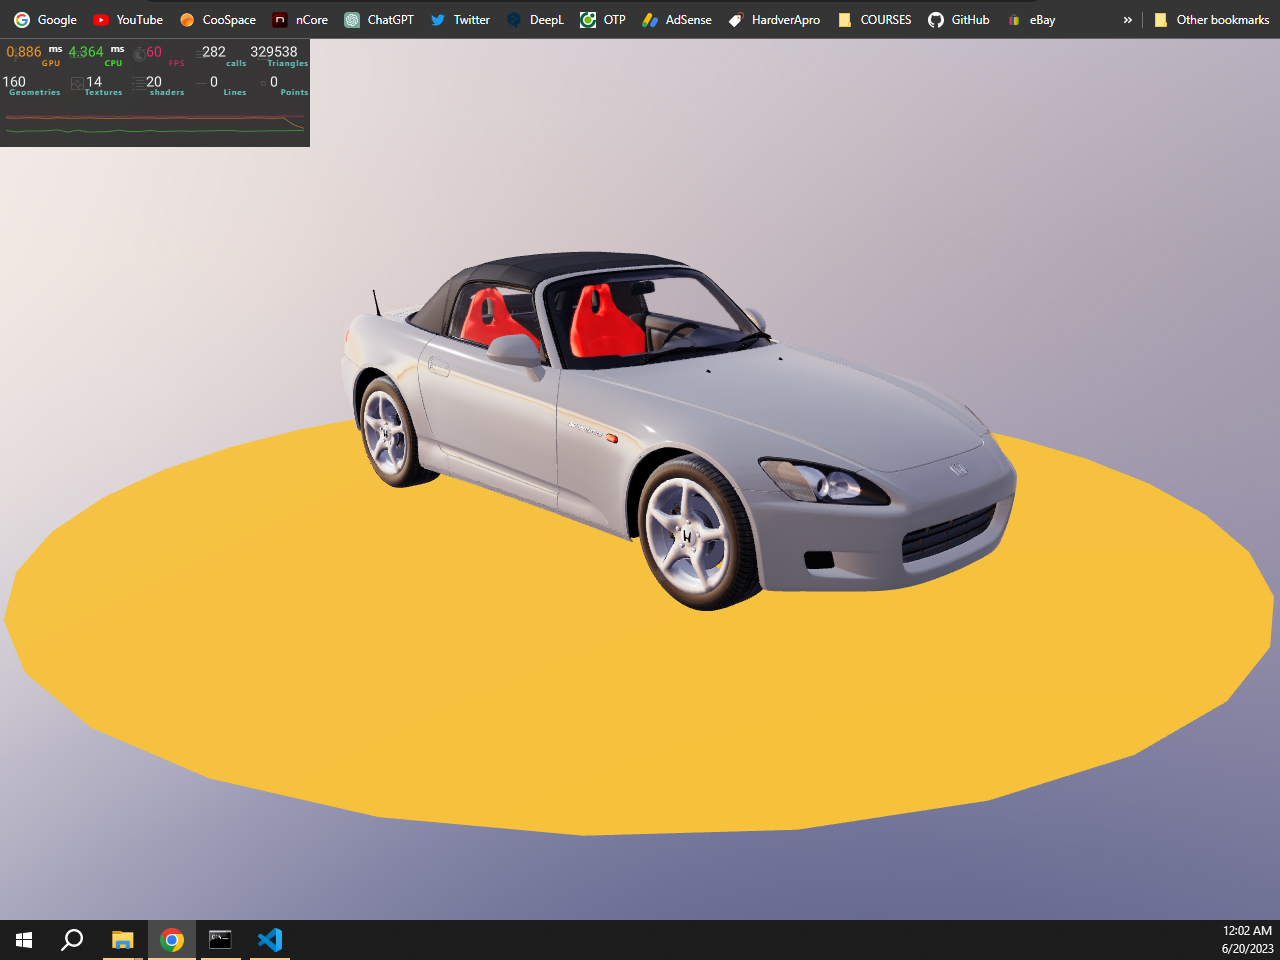 Google YouTube CooSpace nCore ChatGPT Twitter DeepL OTP AdSense HardverApro COURSES GitHub eBay » Other bookmarks
0.886 ms GPU 4.364 ms CPU 60 FPS 282 calls 329538 Triangles
160 Geometries 14 Textures 20 shaders 0 Lines 0 Points
12:02 AM
6/20/2023